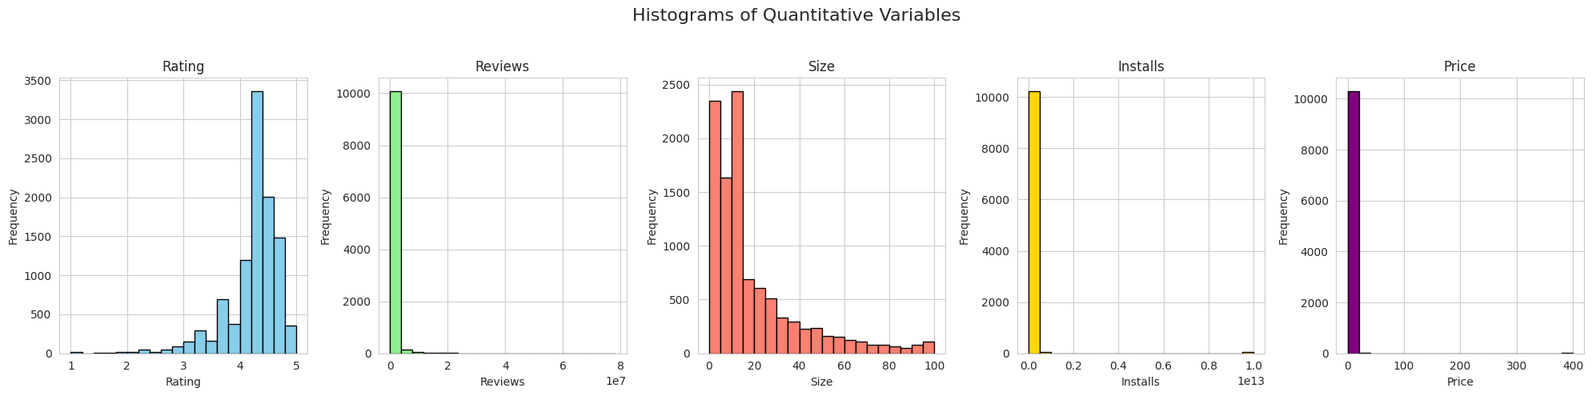 Histograms of Quantitative Variables
Rating
Frequency
3500
3000
2500
2000
1500
1000
500
0
1 2 3 4 5
Rating
Reviews
Frequency
10000
8000
6000
4000
2000
0
0 2 4 6 8
1e7
Reviews
Size
Frequency
2500
2000
1500
1000
500
0
0 20 40 60 80 100
Size
Installs
Frequency
10000
8000
6000
4000
2000
0
0.0 0.2 0.4 0.6 0.8 1.0
1e13
Installs
Price
Frequency
10000
8000
6000
4000
2000
0
0 100 200 300 400
Price